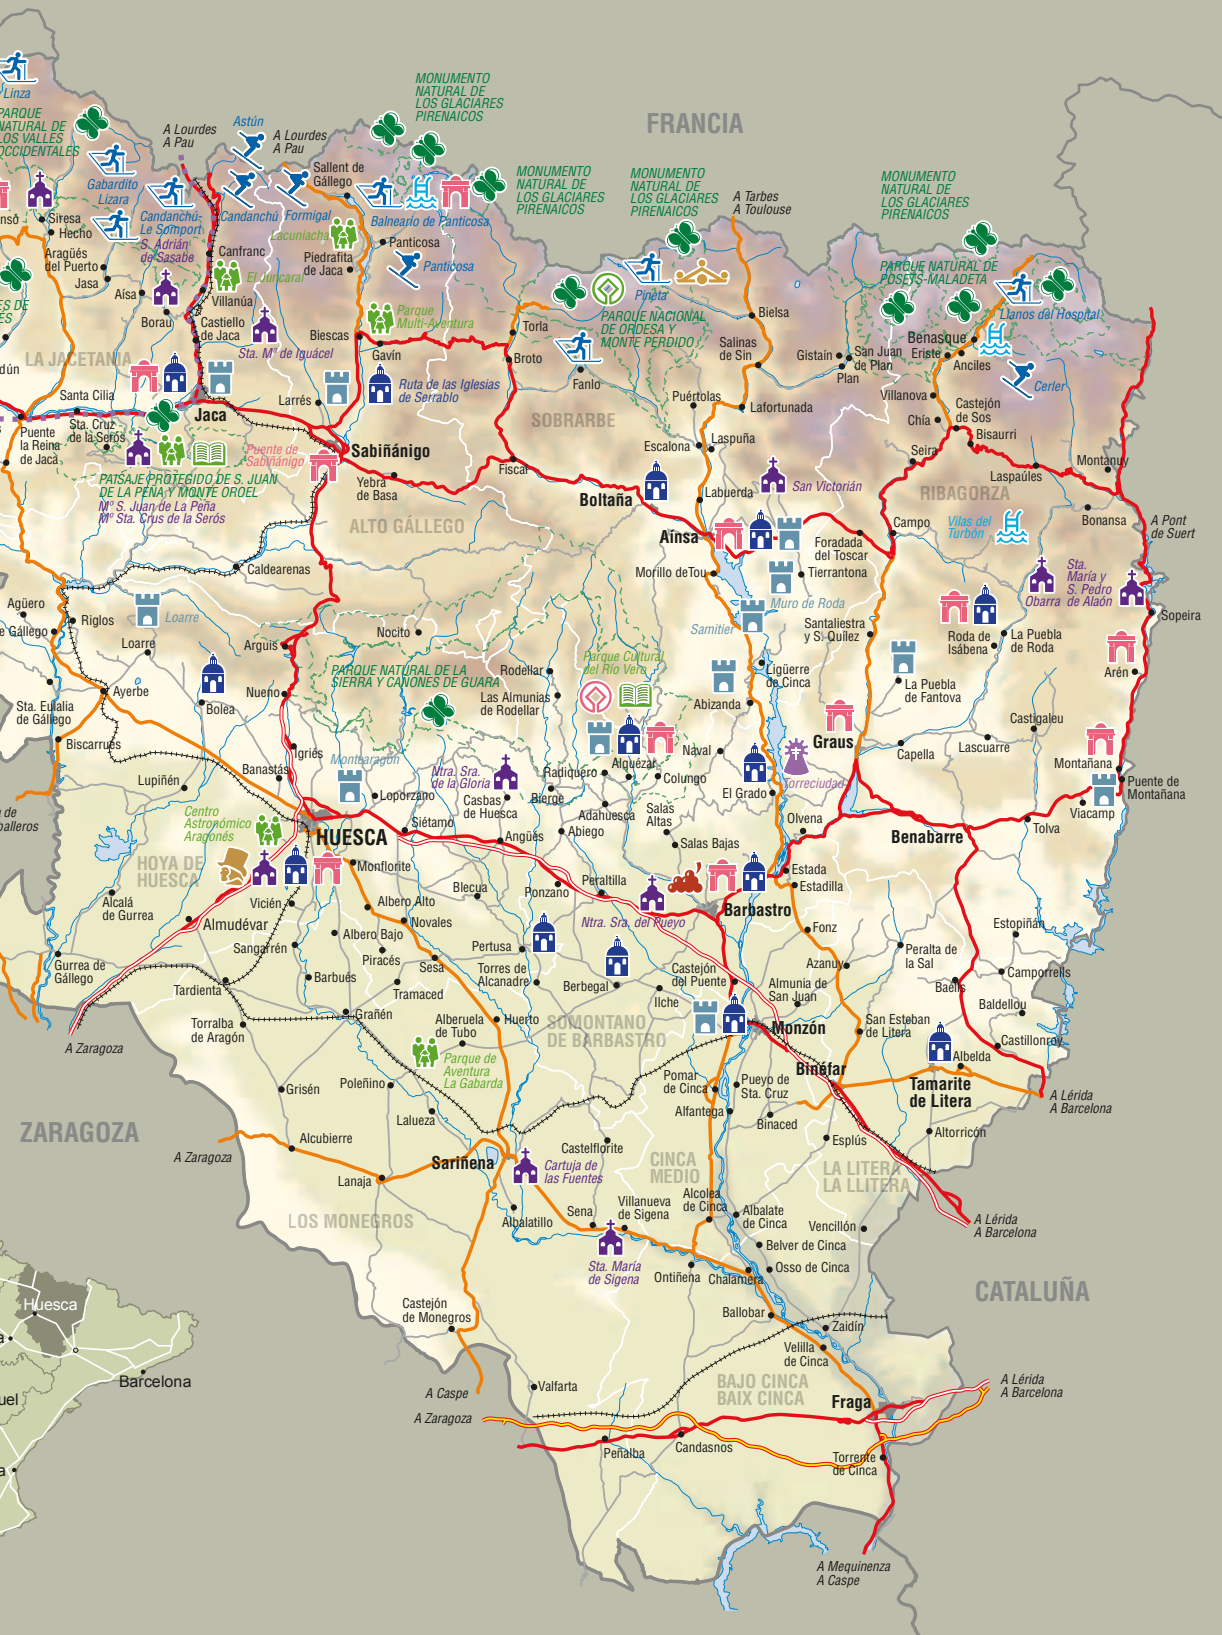 MONUMENTO
NATURAL DE
LOS GLACIARES
PIRENAICOS
FRANCIA
Linza
PARQUE
NATURAL DE
LOS VALLES
OCCIDENTALES
A Lourdes
A Pau
Astún
A Lourdes
A Pau
Sallent de
Gállego
MONUMENTO
NATURAL DE
LOS GLACIARES
PIRENAICOS
MONUMENTO
NATURAL DE
LOS GLACIARES
PIRENAICOS
A Tarbes
A Toulouse
MONUMENTO
NATURAL DE
LOS GLACIARES
PIRENAICOS
Gabardito
Lizara
Siresa
Hecho
Candanchú-
Le Somport
Candanchú
Formigal
Balneario de Panticosa
Lacuniacha
Panticosa
S. Adrián
de Sasabe
Canfranc
Piedrafita
de Jaca
Panticosa
Aragüés
del Puerto
Jasa
Aísa
El Juncaral
Villanúa
Borau
Castiello
de Jaca
Sta. Mª de Iguácel
Biescas
Parque
Multi-Aventura
Gavín
Torla
Broto
Pineta
PARQUE NACIONAL
DE ORDESA Y
MONTE PERDIDO
Bielsa
Salinas
de Sin
PARQUE NATURAL DE
POSETS-MALADETA
Llanos del Hospital
Benasque
Eriste
Anciles
Cerler
Gistaín
San Juan
de Plan
Plan
LA JACETANIA
Ruta de las Iglesias
de Serrablo
Fanlo
Puértolas
Lafortunada
Villanova
Castejón
de Sos
Chía
Bisaurri
Santa Cilia
Jaca
Larrés
SOBRARBE
Puente
la Reina
de Jaca
Sta. Cruz
de la Serós
Puente de
Sabiñánigo
Sabiñánigo
Escalona
Laspuña
Seira
Laspaúles
Montanuy
PAISAJE PROTEGIDO DE S. JUAN
DE LA PEÑA Y MONTE OROEL
Mº S. Juan de La Peña
Mº Sta. Crus de la Serós
Yebra
de Basa
Fiscal
Boltaña
Labuerda
San Victorián
RIBAGORZA
Bonansa
ALTO GÁLLEGO
Aínsa
Foradada
del Toscar
Campo
Vilas del
Turbón
A Pont
de Suert
Caldearenas
Morillo de Tou
Tierrantona
Muro de Roda
Samitier
Obarra
Sta.
María y
S. Pedro
de Alaón
Sopeira
Agüero
Riglos
Loarre
Loarre
Arguis
Nocito
Santaliestra
y S. Quílez
Roda de
Isábena
La Puebla
de Roda
Arén
PARQUE NATURAL DE LA
SIERRA Y CAÑONES DE GUARA
Rodellar
Parque Cultural
del Río Vero
Ligüerre
de Cinca
La Puebla
de Fantova
Ayerbe
Nueno
Bolea
Las Almunias
de Rodellar
Abizanda
Sta. Eulalia
de Gállego
Biscarrués
Igriés
Banastás
Montearagón
Lupiñén
Loporzano
Ntra. Sra.
de la Gloria
Casbas
de Huesca
Radiquero
Bierge
Alquézar
Colungo
Naval
Graus
Torreciudad
El Grado
Capella
Lascuarre
Castigaleu
Montañana
Puente de
Montañana
Viacamp
Tolva
Benabarre
Centro
Astronómico
Aragonés
HUESCA
Siétamo
Angüés
Abiego
Adahuesca
Salas
Altas
Salas Bajas
Olvena
Estada
Estadilla
HOYA DE
HUESCA
Monflorite
Alcalá
de Gurrea
Vicién
Almudévar
Albero Alto
Novales
Blecua
Ponzano
Peraltilla
Ntra. Sra. del Pueyo
Barbastro
Fonz
Estopiñán
Sangarrén
Albero Bajo
Piracés
Sesa
Pertusa
Torres de
Alcanadre
Berbegal
Castejón
del Puente
Azanuy
Peralta de
la Sal
Baells
Camporrells
Baldellou
Gurrea de
Gállego
Tardienta
Barbués
Tramaced
Ilche
Almunia de
San Juan
Torralba
de Aragón
Grañén
Alberuela
de Tubo
Huerto
SOMONTANO
DE BARBASTRO
Monzón
San Esteban
de Litera
Castillonroy
Albelda
A Zaragoza
Parque de
Aventura
La Gabarda
Binéfar
Tamarite
de Litera
A Lérida
A Barcelona
Grisén
Poleñino
Lalueza
Pomar
de Cinca
Pueyo de
Sta. Cruz
Alfantega
Binaced
Esplús
Altorricón
ZARAGOZA
Alcubierre
A Zaragoza
Lanaja
Sariñena
Castelflorite
Cartuja de
las Fuentes
CINCA
MEDIO
LA LITERA
LA LLITERA
LOS MONEGROS
Albalatillo
Sena
Villanueva
de Sigena
Alcolea
de Cinca
Albalate
de Cinca
Vencillón
Belver de Cinca
A Lérida
A Barcelona
Sta. María
de Sigena
Ontiñena
Chalamera
Osso de Cinca
CATALUÑA
Huesca
Castejón
de Monegros
Ballobar
Zaidín
Velilla
de Cinca
Barcelona
A Caspe
Valfarta
BAJO CINCA
BAIX CINCA
Fraga
A Lérida
A Barcelona
A Zaragoza
Peñalba
Candasnos
Torrente
de Cinca
A Mequinenza
A Caspe